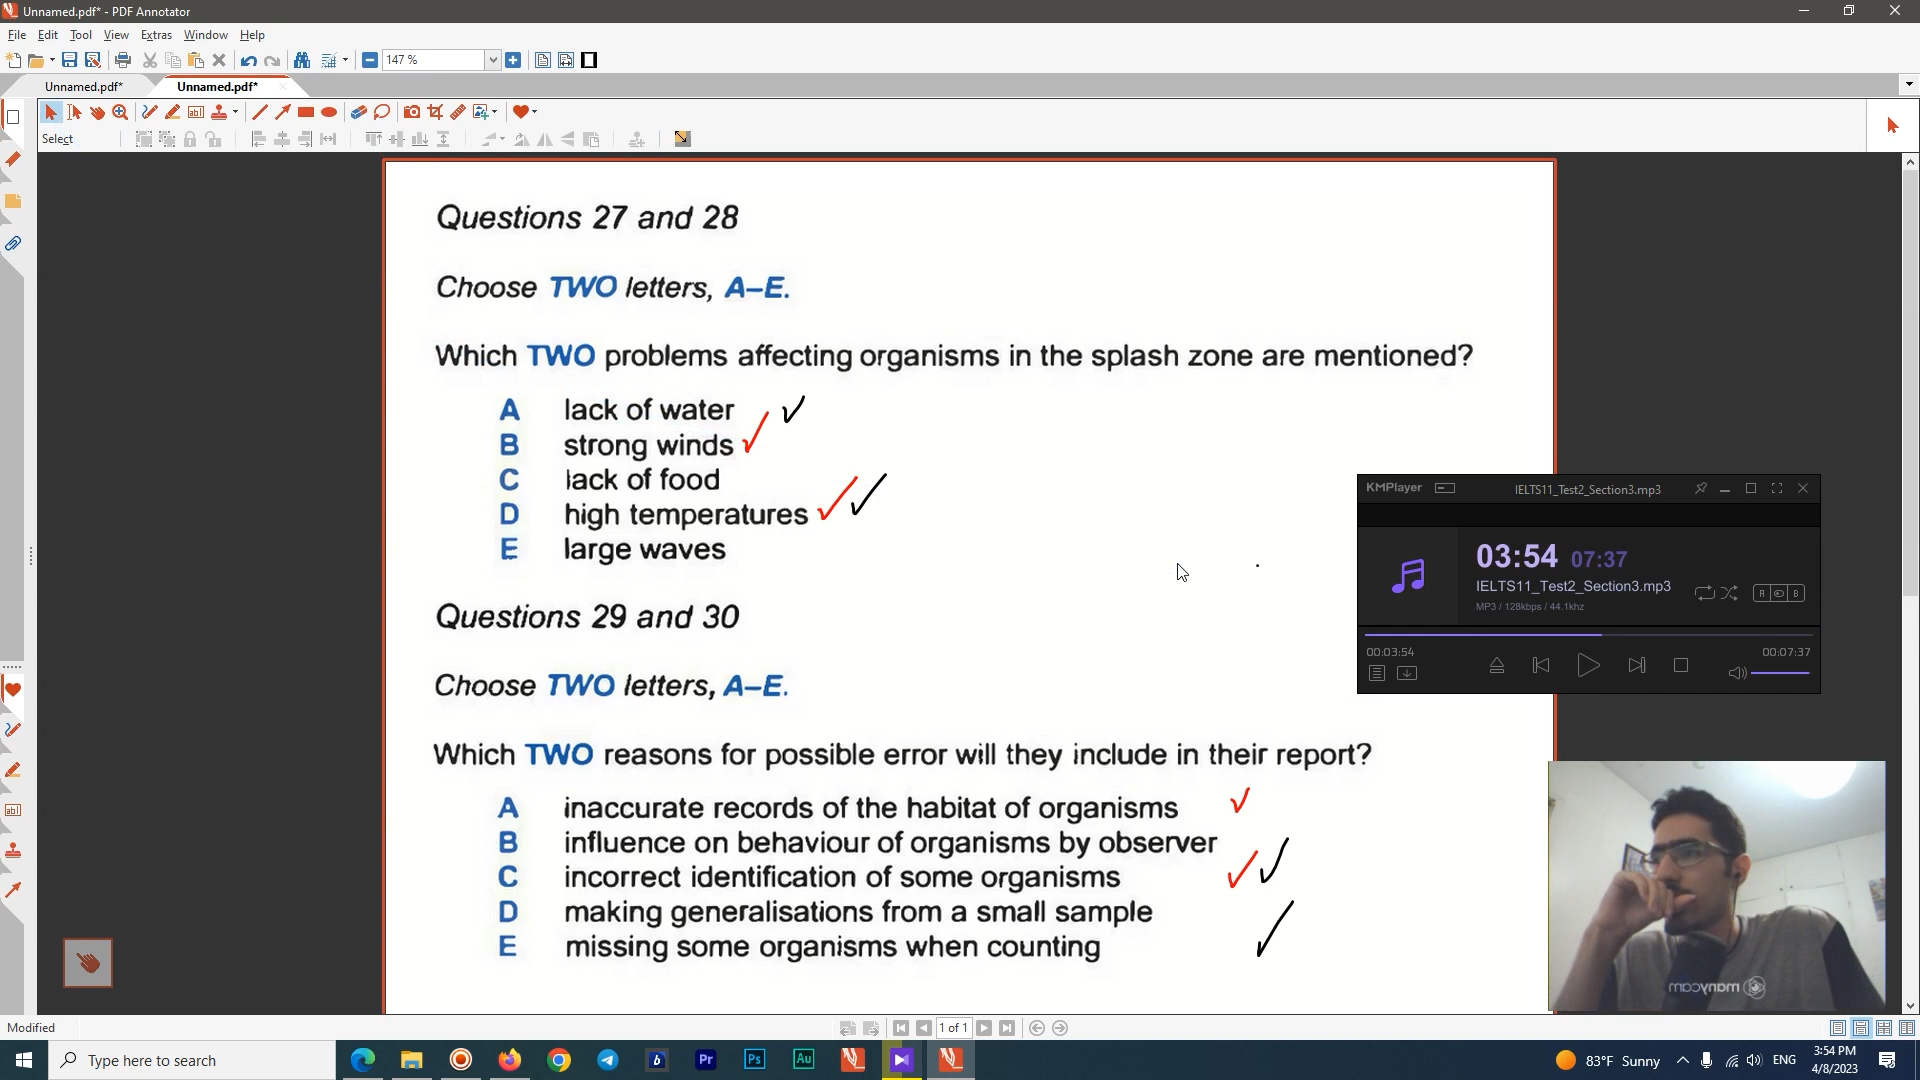 Unnamed.pdf* - PDF Annotator
File Edit Tool View Extras Window Help
147 %
Unnamed.pdf* Unnamed.pdf*
Select
Questions 27 and 28
Choose TWO letters, A–E.
Which TWO problems affecting organisms in the splash zone are mentioned?
A lack of water
B strong winds
C lack of food
D high temperatures
E large waves
Questions 29 and 30
Choose TWO letters, A–E.
Which TWO reasons for possible error will they include in their report?
A inaccurate records of the habitat of organisms
B influence on behaviour of organisms by observer
C incorrect identification of some organisms
D making generalisations from a small sample
E missing some organisms when counting
KMPlayer IELTS11_Test2_Section3.mp3
03:54 07:37
IELTS11_Test2_Section3.mp3
MP3 / 128kbps / 44.1khz
A B
00:03:54 00:07:37
manycam
Modified
1 of 1
Type here to search
b Pr Ps Au
83°F Sunny
ENG
3:54 PM
4/8/2023